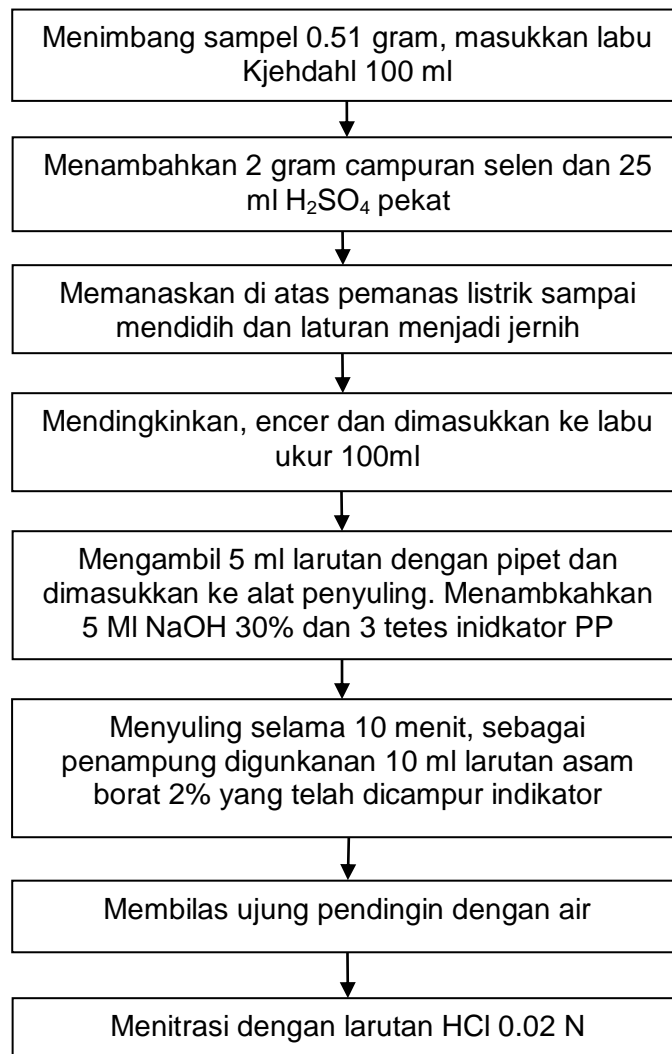 Menimbang sampel 0.51 gram, masukkan labu
Kjehdahl 100 ml
Menambahkan 2 gram campuran selen dan 25
ml H₂SO₄ pekat
Memanaskan di atas pemanas listrik sampai
mendidih dan laturan menjadi jernih
Mendingkinkan, encer dan dimasukkan ke labu
ukur 100ml
Mengambil 5 ml larutan dengan pipet dan
dimasukkan ke alat penyuling. Menambkahkan
5 Ml NaOH 30% dan 3 tetes inidkator PP
Menyuling selama 10 menit, sebagai
penampung digunkanan 10 ml larutan asam
borat 2% yang telah dicampur indikator
Membilas ujung pendingin dengan air
Menitrasi dengan larutan HCl 0.02 N